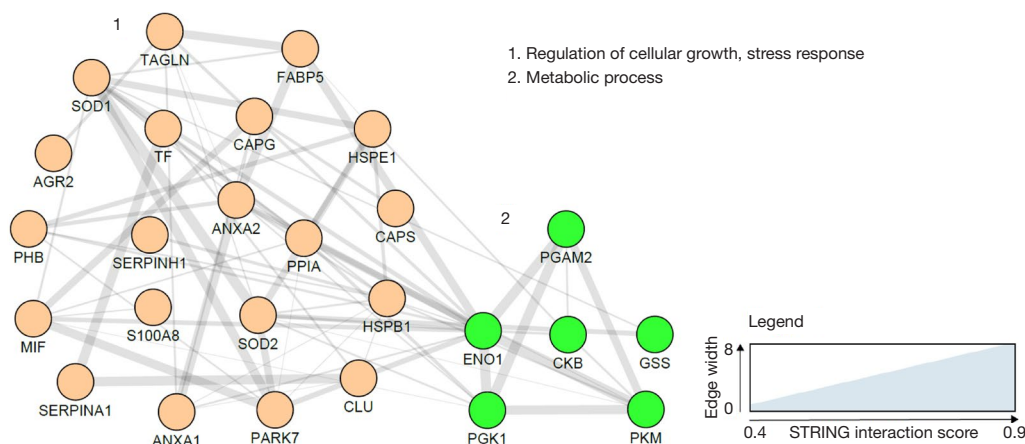 1
TAGLN
FABP5
1. Regulation of cellular growth, stress response
2. Metabolic process
SOD1
TF
CAPG
HSPE1
AGR2
ANXA2
CAPS
2
PHB
SERPINH1
PPIA
PGAM2
MIF
S100A8
SOD2
HSPB1
ENO1
CKB
GSS
SERPINA1
ANXA1
PARK7
CLU
PGK1
PKM
Legend
8
Edge width
0
0.4
STRING interaction score
0.9